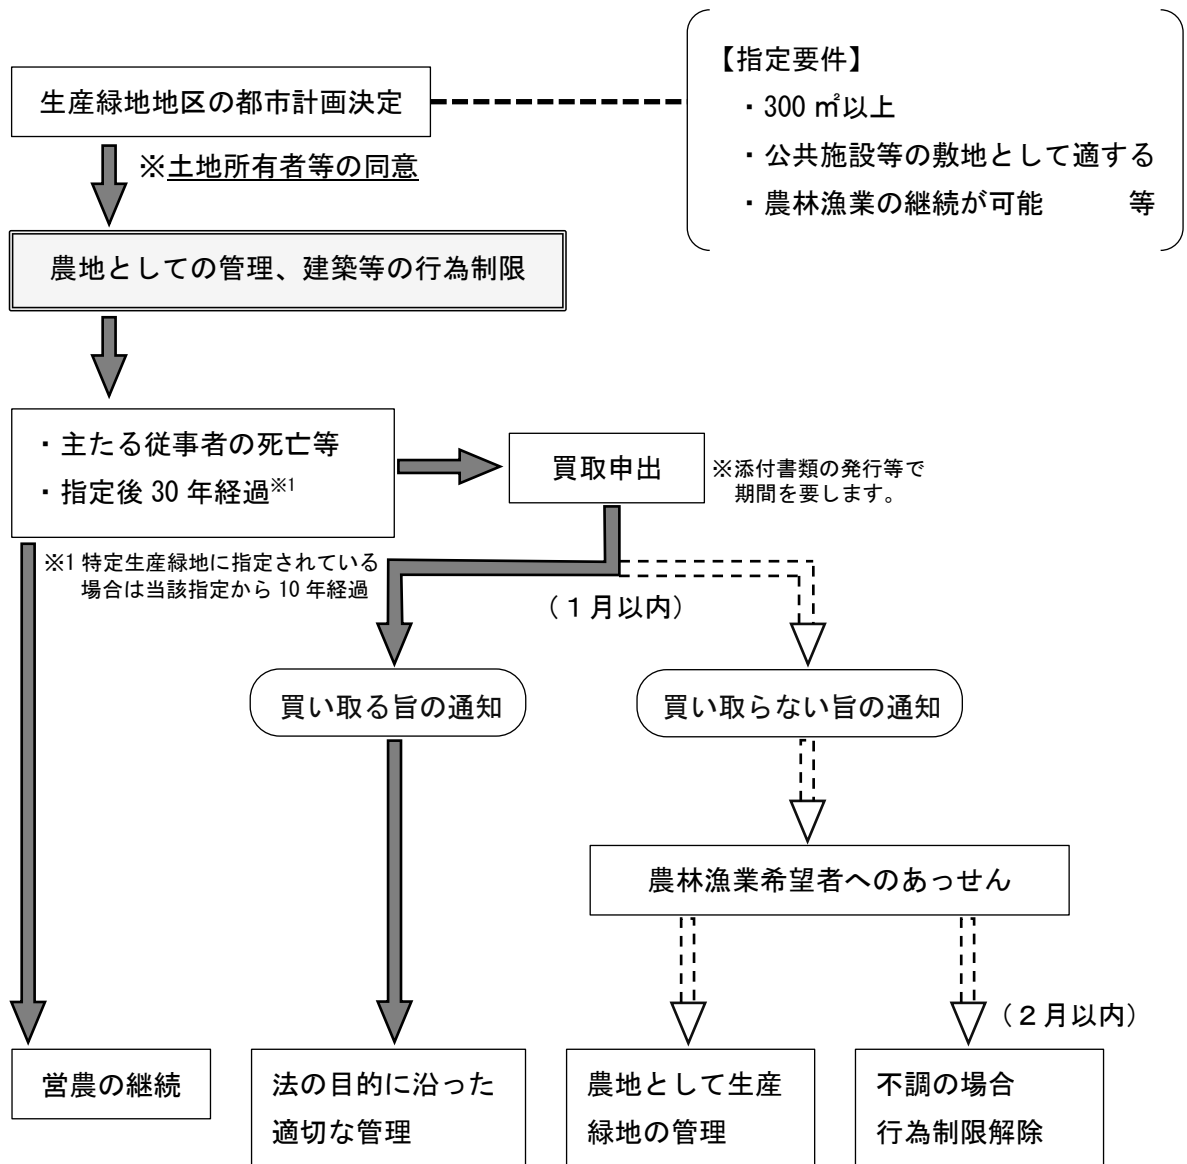 【指定要件】
・300 ㎡以上
・公共施設等の敷地として適する
・農林漁業の継続が可能　　　等
生産緑地地区の都市計画決定
※土地所有者等の同意
農地としての管理、建築等の行為制限
・主たる従事者の死亡等
・指定後 30 年経過※1
買取申出
※添付書類の発行等で
期間を要します。
※1 特定生産緑地に指定されている
場合は当該指定から 10 年経過
（１月以内）
買い取る旨の通知
買い取らない旨の通知
農林漁業希望者へのあっせん
（２月以内）
営農の継続
法の目的に沿った
適切な管理
農地として生産
緑地の管理
不調の場合
行為制限解除